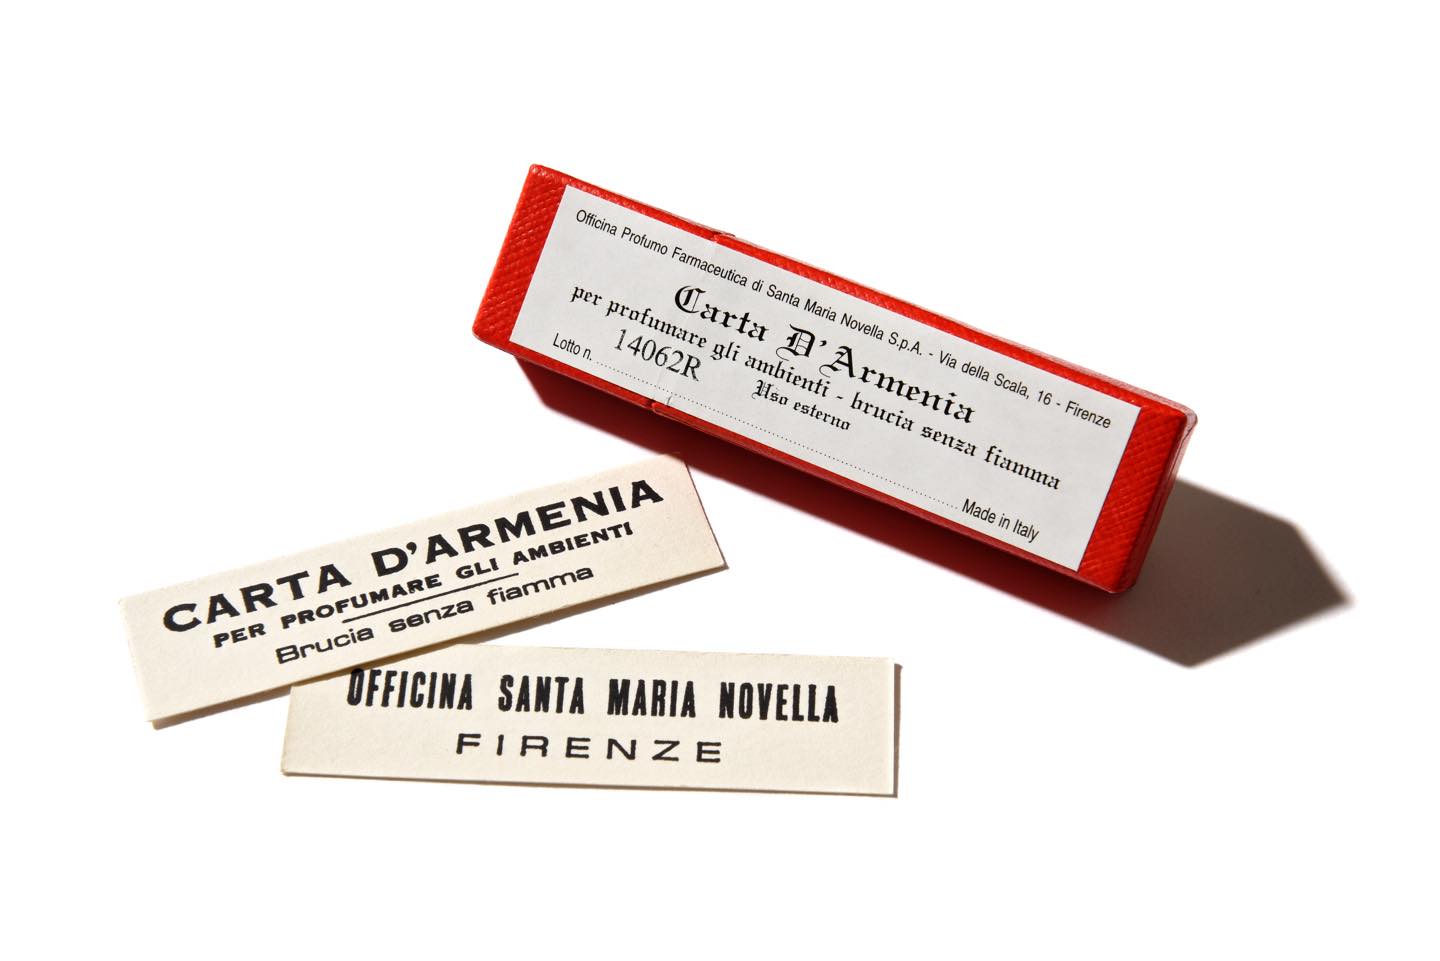 Officina Profumo Farmaceutica di Santa Maria Novella S.p.A. - Via della Scala, 16 - Firenze
Carta D'Armenia
per profumare gli ambienti - brucia senza fiamma
Uso esterno
Lotto n. 14062R Made in Italy
CARTA D'ARMENIA
PER PROFUMARE GLI AMBIENTI
Brucia senza fiamma
OFFICINA SANTA MARIA NOVELLA
FIRENZE